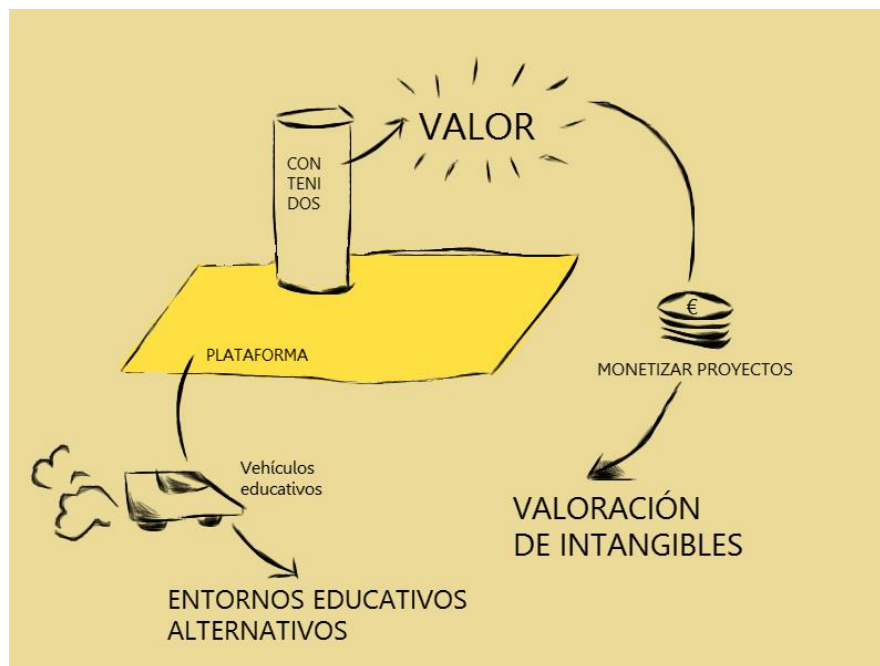 VALOR
CON
TENI
DOS
€
PLATAFORMA
MONETIZAR PROYECTOS
Vehículos
educativos
VALORACIÓN
DE INTANGIBLES
ENTORNOS EDUCATIVOS
ALTERNATIVOS